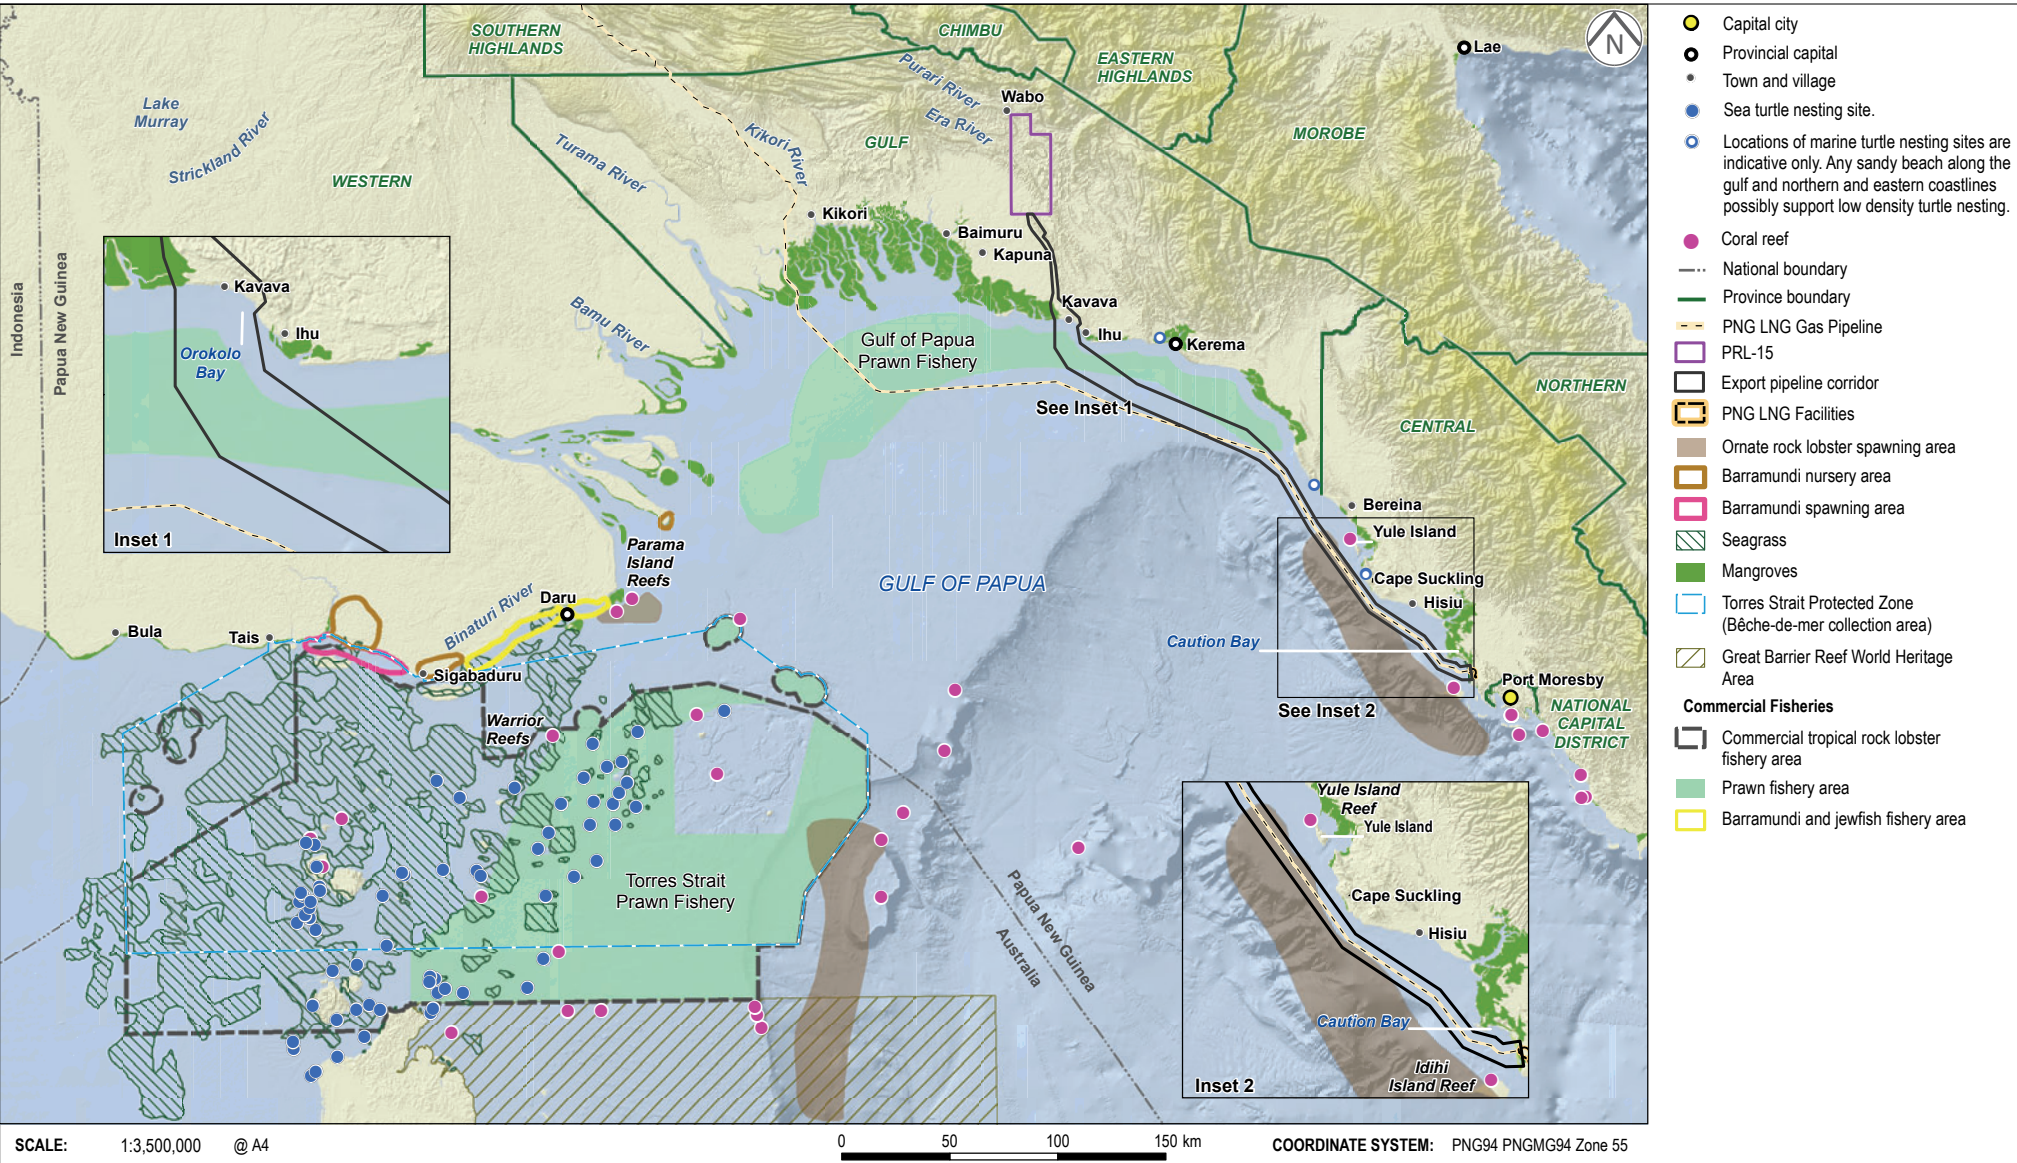 SOUTHERN
HIGHLANDS
CHIMBU
EASTERN
HIGHLANDS
Lae
N
Purari River
Wabo
Era River
Lake
Murray
Strickland River
Turama River
Kikori River
GULF
MOROBE
WESTERN
Kikori
Baimuru
Kapuna
Indonesia
Papua New Guinea
Kavava
Ihu
Orokolo
Bay
Inset 1
Bamu River
Kavava
Ihu
Kerema
Gulf of Papua
Prawn Fishery
See Inset 1
NORTHERN
CENTRAL
Bereina
Yule Island
Cape Suckling
Hisiu
Caution Bay
Port Moresby
See Inset 2
NATIONAL
CAPITAL
DISTRICT
Parama
Island
Reefs
GULF OF PAPUA
Daru
Binaturi River
Bula
Tais
Sigabaduru
Warrior
Reefs
Torres Strait
Prawn Fishery
Papua New Guinea
Australia
Yule Island
Reef
Yule Island
Cape Suckling
Hisiu
Caution Bay
Idihi
Island Reef
Inset 2
Capital city
Provincial capital
Town and village
Sea turtle nesting site.
Locations of marine turtle nesting sites are
indicative only. Any sandy beach along the
gulf and northern and eastern coastlines
possibly support low density turtle nesting.
Coral reef
National boundary
Province boundary
PNG LNG Gas Pipeline
PRL-15
Export pipeline corridor
PNG LNG Facilities
Ornate rock lobster spawning area
Barramundi nursery area
Barramundi spawning area
Seagrass
Mangroves
Torres Strait Protected Zone
(Bêche-de-mer collection area)
Great Barrier Reef World Heritage
Area
Commercial Fisheries
Commercial tropical rock lobster
fishery area
Prawn fishery area
Barramundi and jewfish fishery area
SCALE: 1:3,500,000 @ A4
0 50 100 150 km
COORDINATE SYSTEM: PNG94 PNGMG94 Zone 55